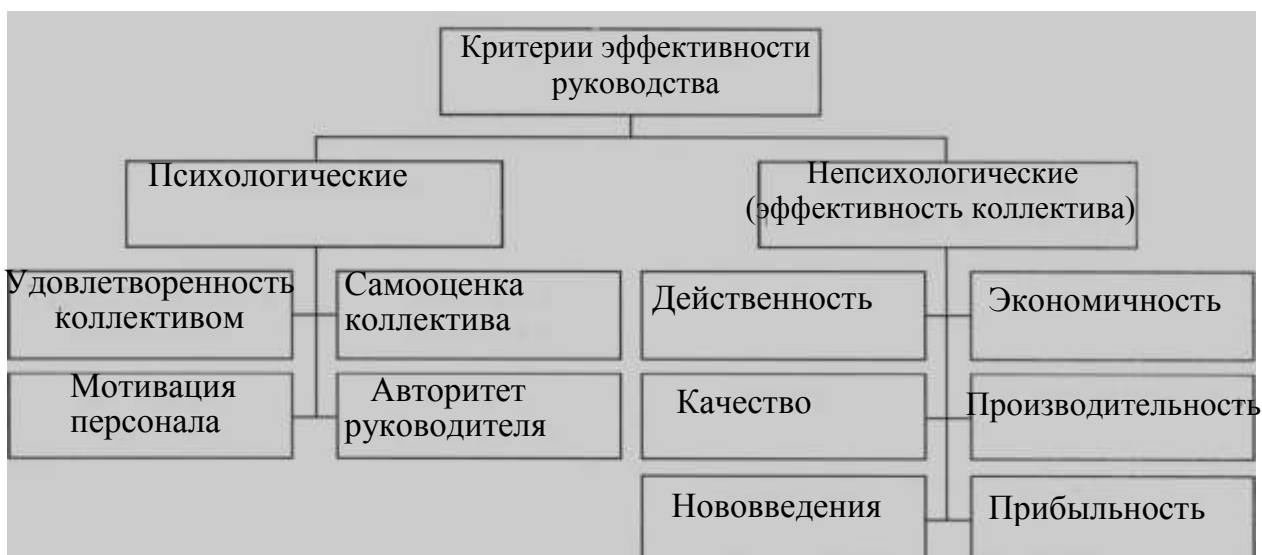 Критерии эффективности
руководства
Психологические
Непсихологические
(эффективность коллектива)
Удовлетворенность
коллективом
Самооценка
коллектива
Действенность
Экономичность
Мотивация
персонала
Авторитет
руководителя
Качество
Производительность
Нововведения
Прибыльность